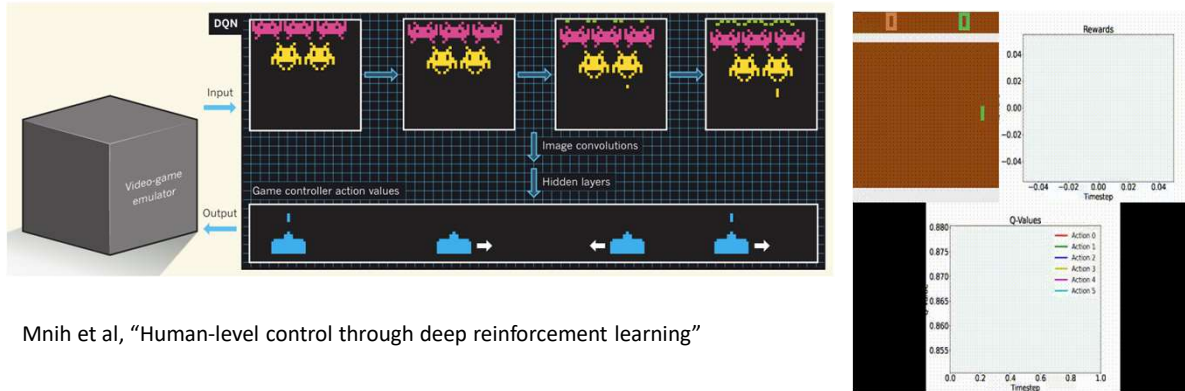 DQN
Input
Video-game
emulator
Image convolutions
Hidden layers
Game controller action values
Output
Mnih et al, “Human-level control through deep reinforcement learning”
Rewards
0.04
0.02
0.00
−0.02
−0.04
−0.04 −0.02 0.00 0.02 0.04
Timestep
Q-Values
0.880
0.875
0.870
0.865
0.860
0.855
Action 0
Action 1
Action 2
Action 3
Action 4
Action 5
0.0 0.2 0.4 0.6 0.8 1.0
Timestep